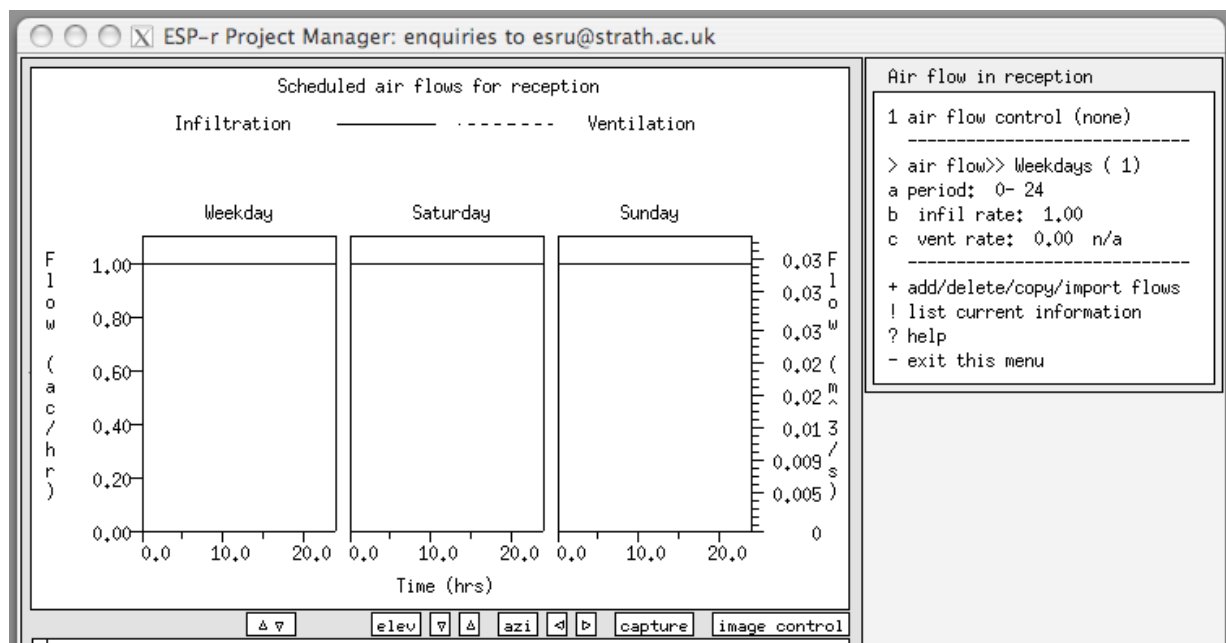 X ESP-r Project Manager: enquiries to esru@strath.ac.uk
Scheduled air flows for reception
Infiltration Ventilation
Weekday Saturday Sunday
Flow (ac/hr)
1.00
0.80
0.60
0.40
0.20
0.00
0.0 10.0 20.0 0.0 10.0 20.0 0.0 10.0 20.0
Time (hrs)
0.03
0.03
0.03
0.02
0.02
0.01
0.009
0.005
0
Flow (m^3/s)
elev azi capture image control
Air flow in reception
1 air flow control (none)
> air flow>> Weekdays ( 1)
a period: 0- 24
b infil rate: 1.00
c vent rate: 0.00 n/a
+ add/delete/copy/import flows
! list current information
? help
- exit this menu